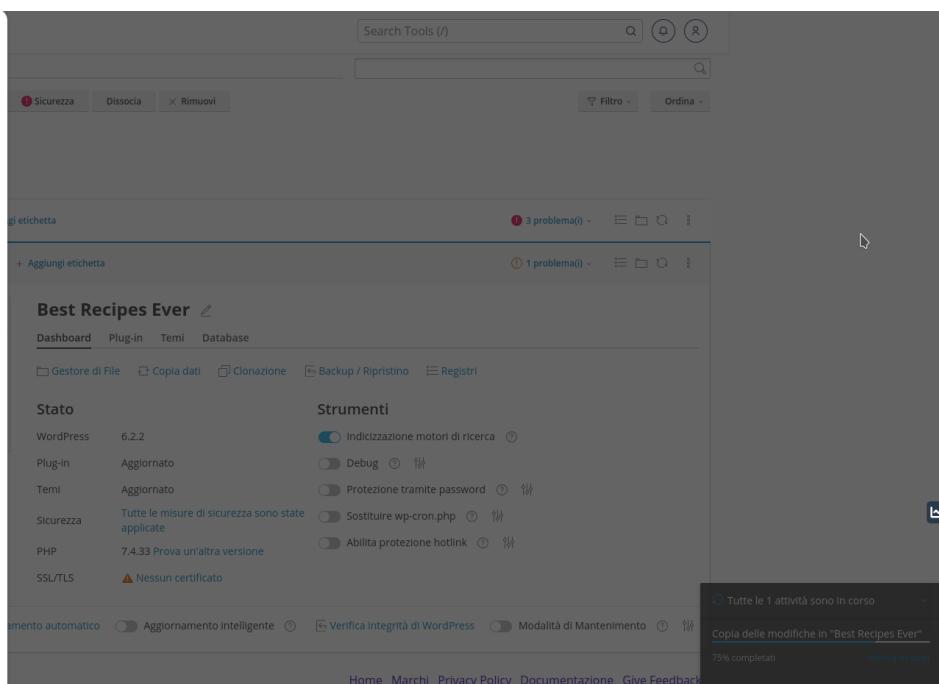 Search Tools (/)
Sicurezza Dissocia Rimuovi Filtro Ordina
gi etichetta 3 problema(i)
+ Aggiungi etichetta 1 problema(i)
Best Recipes Ever
Dashboard Plug-in Temi Database
Gestore di File Copia dati Clonazione Backup / Ripristino Registri
Stato Strumenti
WordPress 6.2.2 Indicizzazione motori di ricerca
Plug-in Aggiornato Debug
Temi Aggiornato Protezione tramite password
Sicurezza Tutte le misure di sicurezza sono state
applicate Sostituire wp-cron.php
PHP 7.4.33 Prova un'altra versione Abilita protezione hotlink
SSL/TLS Nessun certificato
Tutte le 1 attività sono in corso
amento automatico Aggiornamento intelligente Verifica integrità di WordPress Modalità di Mantenimento
Copia delle modifiche in "Best Recipes Ever"
75% completati
Home Marchi Privacy Policy Documentazione Give Feedback